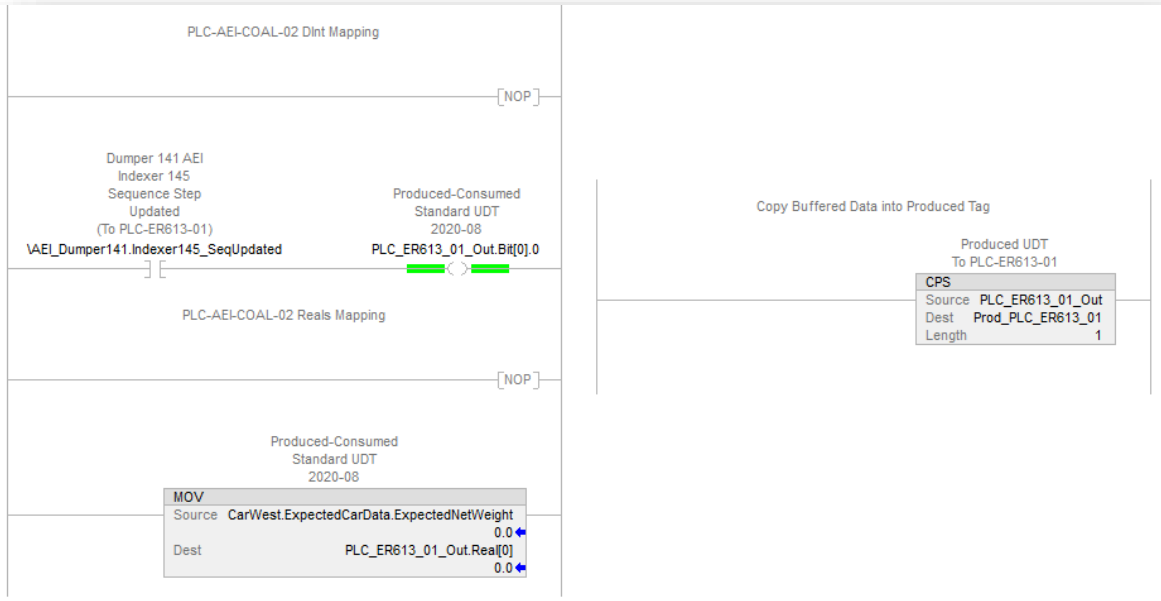 PLC-AEI-COAL-02 DInt Mapping
NOP
Dumper 141 AEI
Indexer 145
Sequence Step
Updated
(To PLC-ER613-01)
\AEI_Dumper141.Indexer145_SeqUpdated
Produced-Consumed
Standard UDT
2020-08
PLC_ER613_01_Out.Bit[0].0
PLC-AEI-COAL-02 Reals Mapping
NOP
Produced-Consumed
Standard UDT
2020-08
MOV
Source CarWest.ExpectedCarData.ExpectedNetWeight
0.0
Dest PLC_ER613_01_Out.Real[0]
0.0
Copy Buffered Data into Produced Tag
Produced UDT
To PLC-ER613-01
CPS
Source PLC_ER613_01_Out
Dest Prod_PLC_ER613_01
Length 1